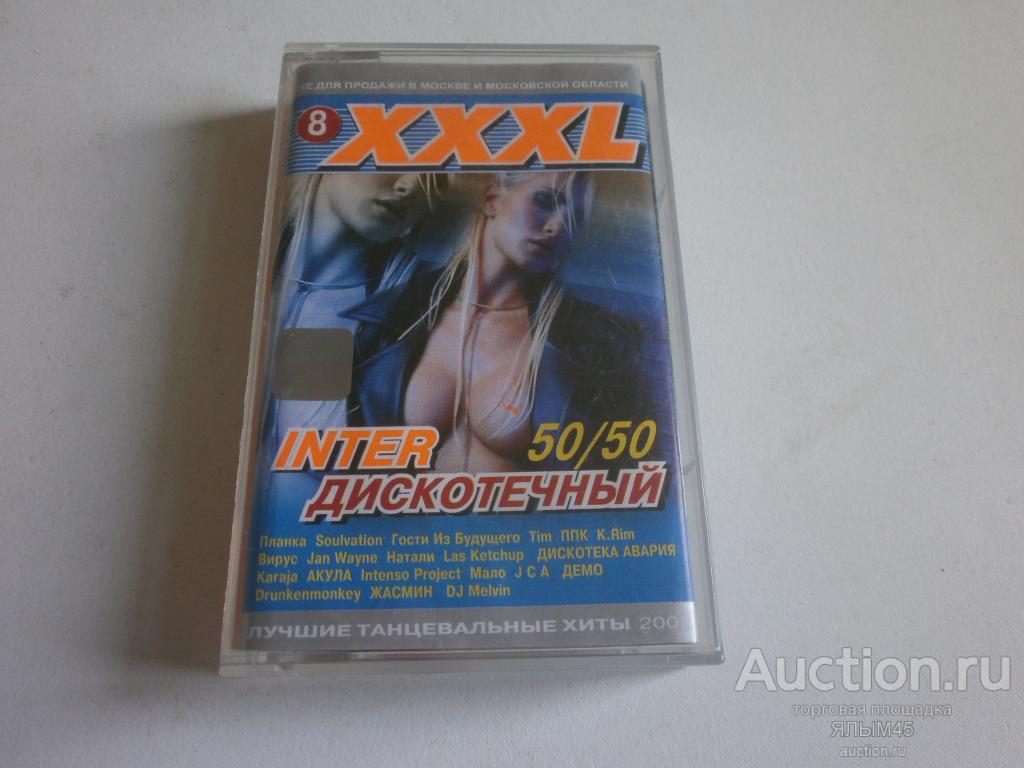 НЕ ДЛЯ ПРОДАЖИ В МОСКВЕ И МОСКОВСКОЙ ОБЛАСТИ
8 XXXL
INTER 50/50
ДИСКОТЕЧНЫЙ
Планка Soulvation Гости Из Будущего Tim ППК K.Rim
Вирус Jan Wayne Натали Las Ketchup ДИСКОТЕКА АВАРИЯ
Karaja АКУЛА Intenso Project Мало J C A ДЕМО
Drunkenmonkey ЖАСМИН DJ Melvin
ЛУЧШИЕ ТАНЦЕВАЛЬНЫЕ ХИТЫ
Auction.ru
торговая площадка
ЯЛЫМ45
auction.ru